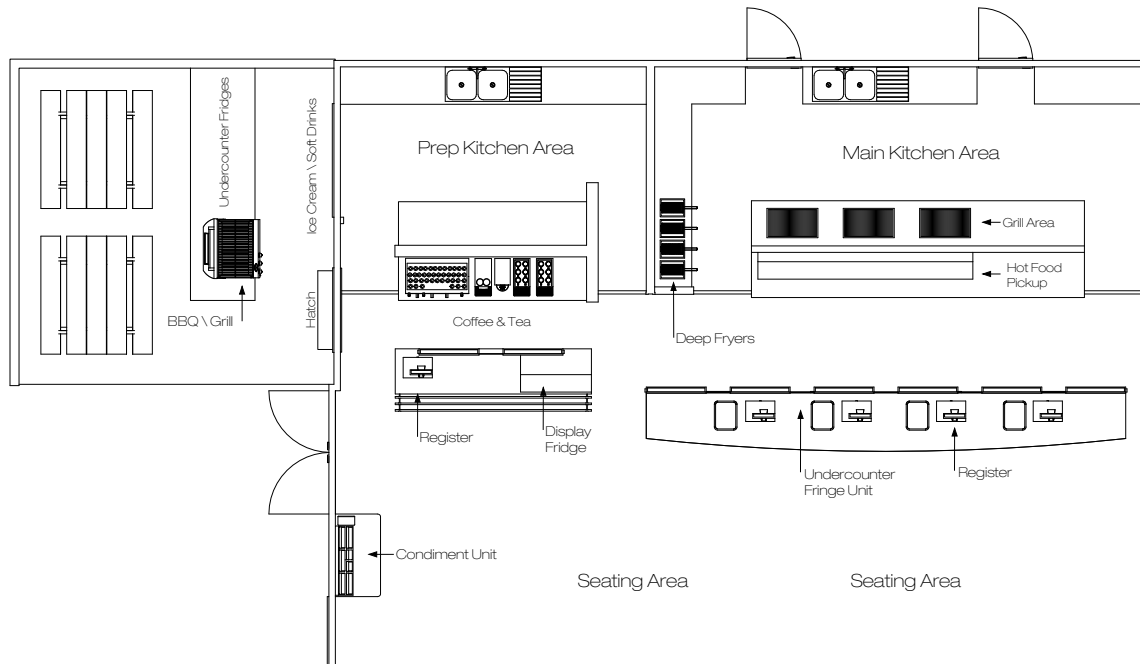 Undercounter Fridges
Ice Cream \ Soft Drinks
Prep Kitchen Area
Main Kitchen Area
Grill Area
Hot Food
Pickup
Hatch
BBQ \ Grill
Coffee & Tea
Deep Fryers
Register
Display
Fridge
Undercounter
Fringe Unit
Register
Condiment Unit
Seating Area
Seating Area